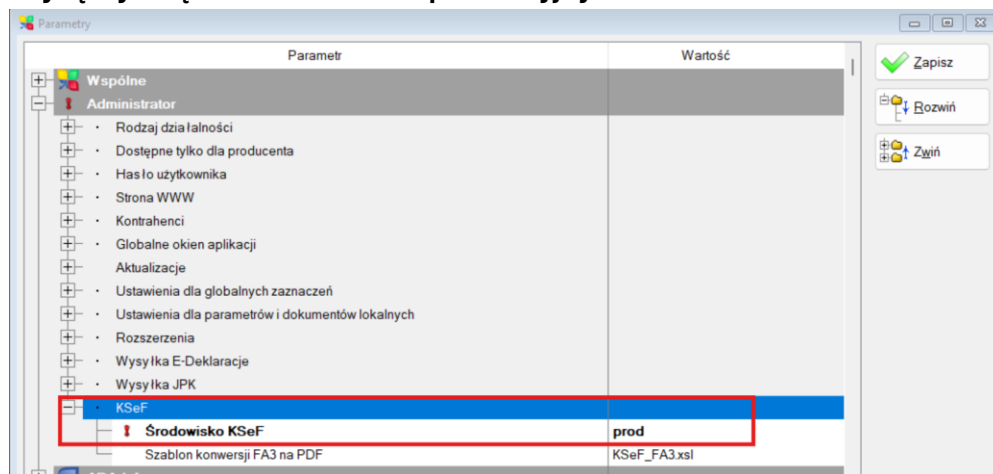 Parametry
Parametr Wartość
Wspólne
Administrator
Rodzaj działalności
Dostępne tylko dla producenta
Hasło użytkownika
Strona WWW
Kontrahenci
Globalne okien aplikacji
Aktualizacje
Ustawienia dla globalnych zaznaczeń
Ustawienia dla parametrów i dokumentów lokalnych
Rozszerzenia
Wysyłka E-Deklaracje
Wysyłka JPK
KSeF
Środowisko KSeF prod
Szablon konwersji FA3 na PDF KSeF_FA3.xsl
Zapisz
Rozwiń
Zwiń